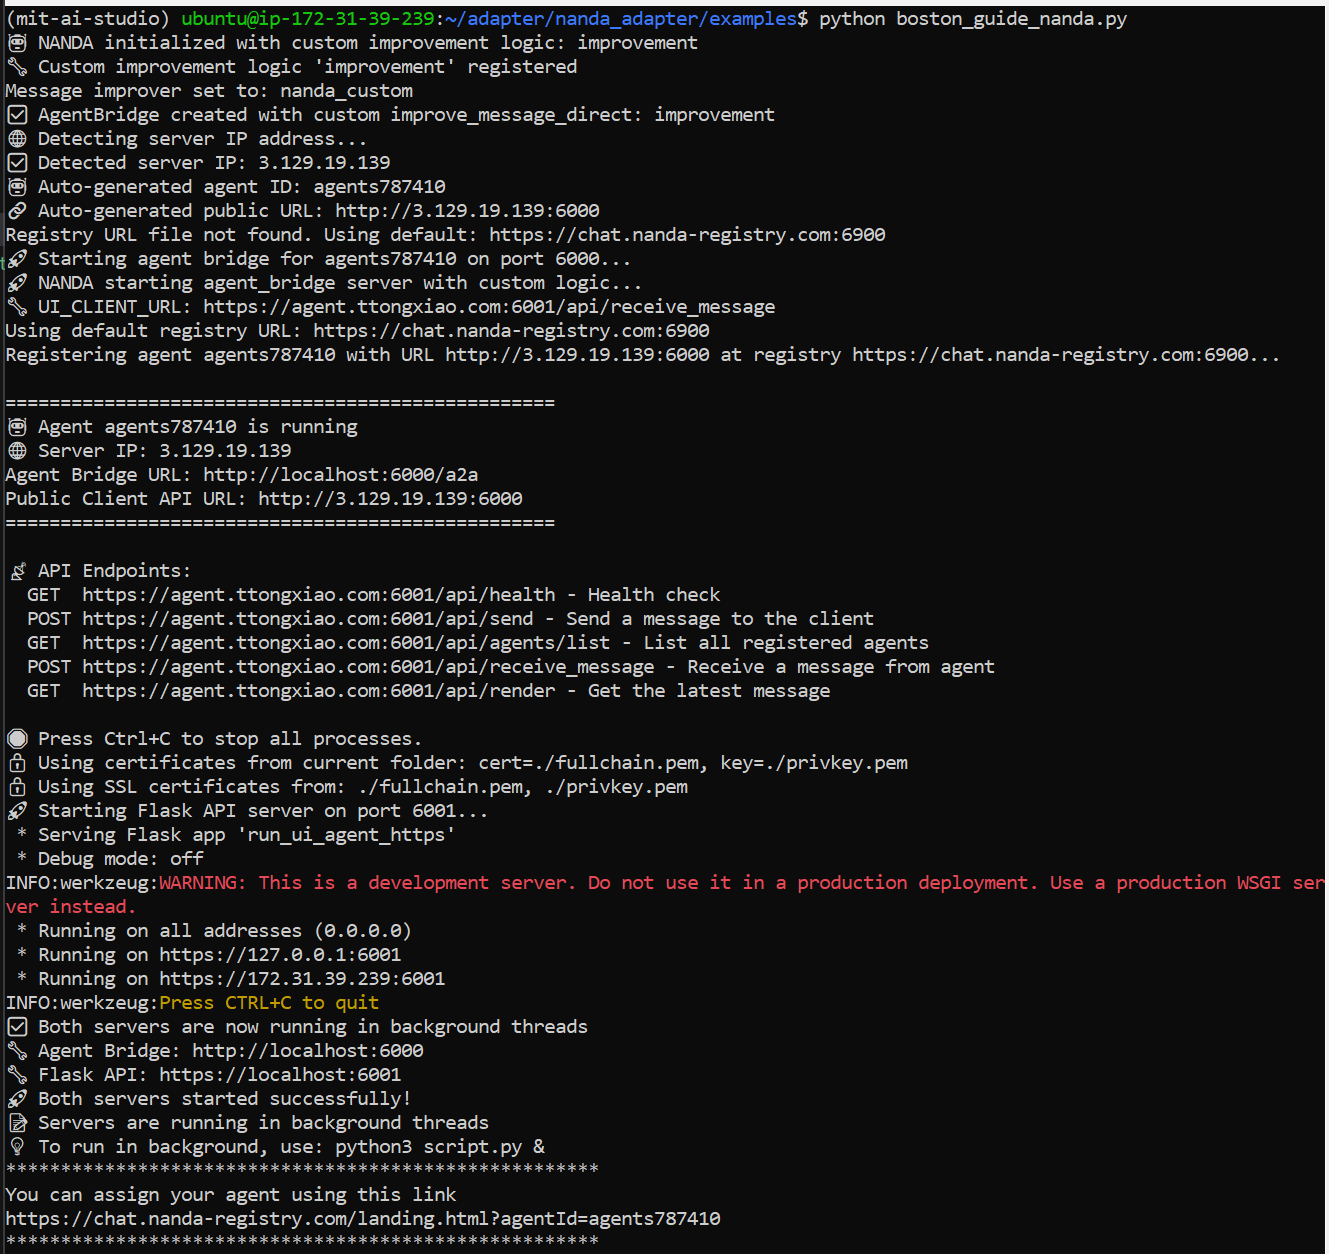 (mit-ai-studio) ubuntu@ip-172-31-39-239:~/adapter/nanda_adapter/examples$ python boston_guide_nanda.py
🤖 NANDA initialized with custom improvement logic: improvement
🔧 Custom improvement logic 'improvement' registered
Message improver set to: nanda_custom
✅ AgentBridge created with custom improve_message_direct: improvement
🌐 Detecting server IP address...
✅ Detected server IP: 3.129.19.139
🤖 Auto-generated agent ID: agents787410
🔗 Auto-generated public URL: http://3.129.19.139:6000
Registry URL file not found. Using default: https://chat.nanda-registry.com:6900
🚀 Starting agent bridge for agents787410 on port 6000...
🚀 NANDA starting agent_bridge server with custom logic...
🔧 UI_CLIENT_URL: https://agent.ttongxiao.com:6001/api/receive_message
Using default registry URL: https://chat.nanda-registry.com:6900
Registering agent agents787410 with URL http://3.129.19.139:6000 at registry https://chat.nanda-registry.com:6900...
==================================================
🤖 Agent agents787410 is running
🌐 Server IP: 3.129.19.139
Agent Bridge URL: http://localhost:6000/a2a
Public Client API URL: http://3.129.19.139:6000
==================================================
📡 API Endpoints:
GET  https://agent.ttongxiao.com:6001/api/health - Health check
POST https://agent.ttongxiao.com:6001/api/send - Send a message to the client
GET  https://agent.ttongxiao.com:6001/api/agents/list - List all registered agents
POST https://agent.ttongxiao.com:6001/api/receive_message - Receive a message from agent
GET  https://agent.ttongxiao.com:6001/api/render - Get the latest message
🛑 Press Ctrl+C to stop all processes.
🔒 Using certificates from current folder: cert=./fullchain.pem, key=./privkey.pem
🔒 Using SSL certificates from: ./fullchain.pem, ./privkey.pem
🚀 Starting Flask API server on port 6001...
* Serving Flask app 'run_ui_agent_https'
* Debug mode: off
INFO:werkzeug:WARNING: This is a development server. Do not use it in a production deployment. Use a production WSGI ser
ver instead.
* Running on all addresses (0.0.0.0)
* Running on https://127.0.0.1:6001
* Running on https://172.31.39.239:6001
INFO:werkzeug:Press CTRL+C to quit
✅ Both servers are now running in background threads
🔧 Agent Bridge: http://localhost:6000
🔧 Flask API: https://localhost:6001
🚀 Both servers started successfully!
📝 Servers are running in background threads
💡 To run in background, use: python3 script.py &
******************************************************
You can assign your agent using this link
https://chat.nanda-registry.com/landing.html?agentId=agents787410
******************************************************